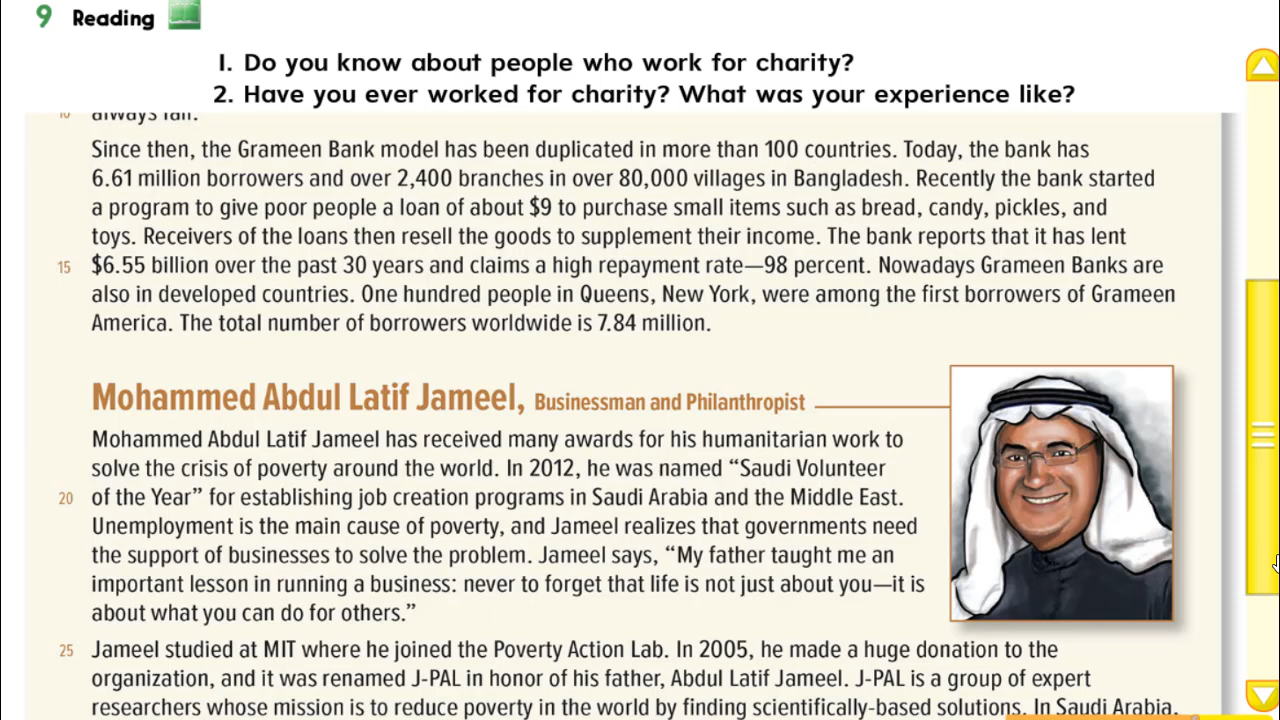 9 Reading
1. Do you know about people who work for charity?
2. Have you ever worked for charity? What was your experience like?
10 always fail.
Since then, the Grameen Bank model has been duplicated in more than 100 countries. Today, the bank has
6.61 million borrowers and over 2,400 branches in over 80,000 villages in Bangladesh. Recently the bank started
a program to give poor people a loan of about $9 to purchase small items such as bread, candy, pickles, and
toys. Receivers of the loans then resell the goods to supplement their income. The bank reports that it has lent
15 $6.55 billion over the past 30 years and claims a high repayment rate—98 percent. Nowadays Grameen Banks are
also in developed countries. One hundred people in Queens, New York, were among the first borrowers of Grameen
America. The total number of borrowers worldwide is 7.84 million.
Mohammed Abdul Latif Jameel, Businessman and Philanthropist
Mohammed Abdul Latif Jameel has received many awards for his humanitarian work to
solve the crisis of poverty around the world. In 2012, he was named “Saudi Volunteer
20 of the Year” for establishing job creation programs in Saudi Arabia and the Middle East.
Unemployment is the main cause of poverty, and Jameel realizes that governments need
the support of businesses to solve the problem. Jameel says, “My father taught me an
important lesson in running a business: never to forget that life is not just about you—it is
about what you can do for others.”
25 Jameel studied at MIT where he joined the Poverty Action Lab. In 2005, he made a huge donation to the
organization, and it was renamed J-PAL in honor of his father, Abdul Latif Jameel. J-PAL is a group of expert
researchers whose mission is to reduce poverty in the world by finding scientifically-based solutions. In Saudi Arabia,